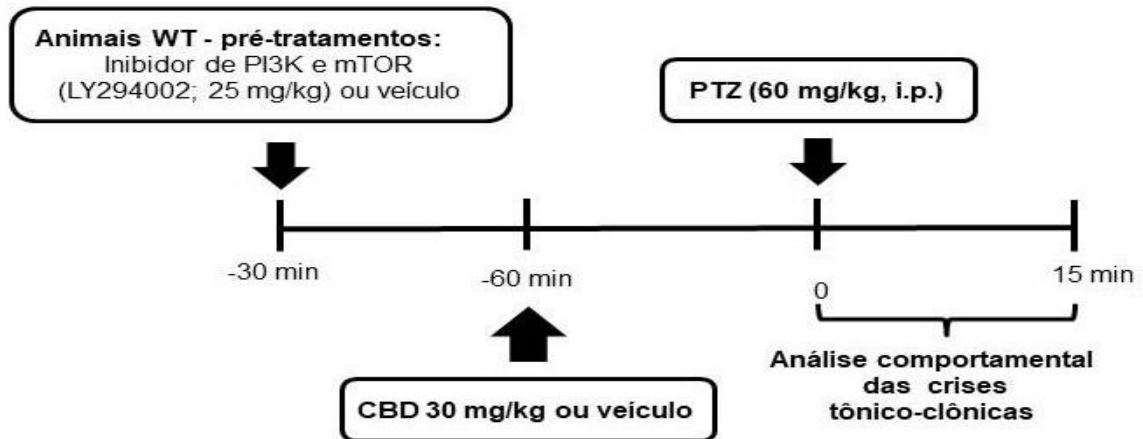 Animais WT - pré-tratamentos:
Inibidor de PI3K e mTOR
(LY294002; 25 mg/kg) ou veículo
PTZ (60 mg/kg, i.p.)
-30 min
-60 min
0
15 min
CBD 30 mg/kg ou veículo
Análise comportamental
das crises
tônico-clônicas